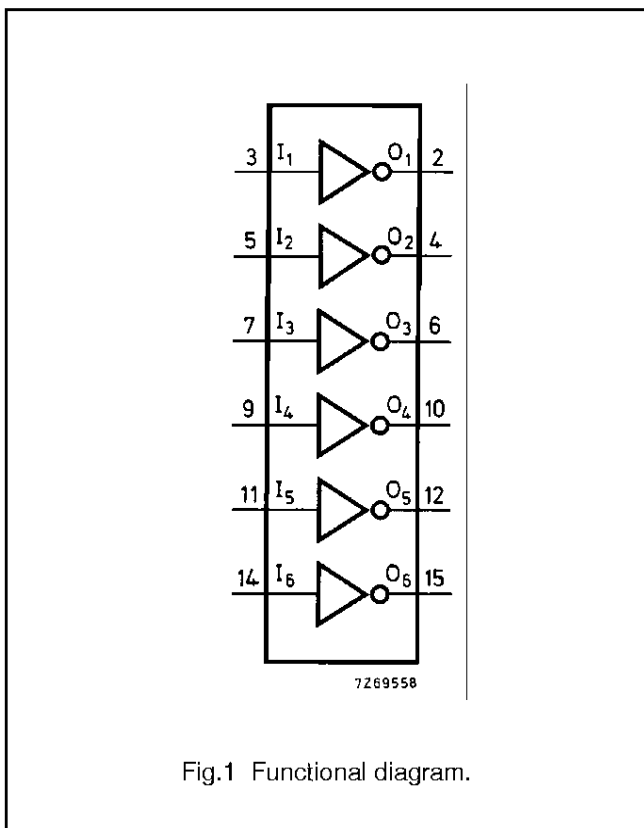 3 I₁ O₁ 2
5 I₂ O₂ 4
7 I₃ O₃ 6
9 I₄ O₄ 10
11 I₅ O₅ 12
14 I₆ O₆ 15
7Z69558
Fig.1 Functional diagram.